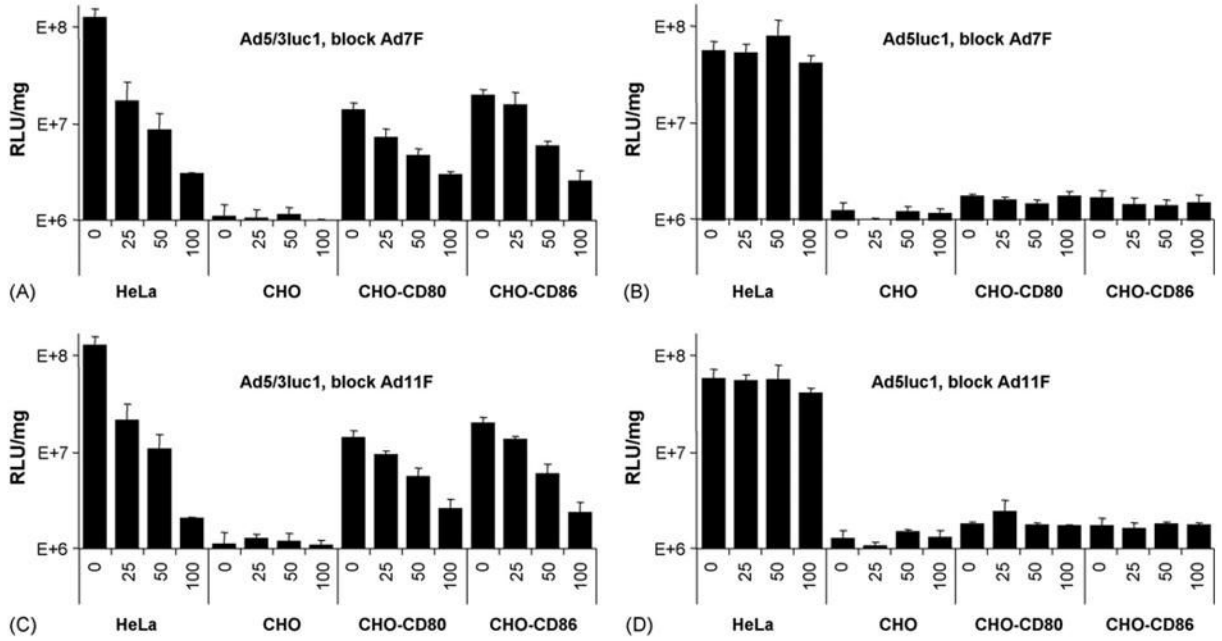 Ad5/3luc1, block Ad7F
RLU/mg
E+8
E+7
E+6
0 25 50 100 0 25 50 100 0 25 50 100 0 25 50 100
(A) HeLa CHO CHO-CD80 CHO-CD86
Ad5luc1, block Ad7F
RLU/mg
E+8
E+7
E+6
0 25 50 100 0 25 50 100 0 25 50 100 0 25 50 100
(B) HeLa CHO CHO-CD80 CHO-CD86
Ad5/3luc1, block Ad11F
RLU/mg
E+8
E+7
E+6
0 25 50 100 0 25 50 100 0 25 50 100 0 25 50 100
(C) HeLa CHO CHO-CD80 CHO-CD86
Ad5luc1, block Ad11F
RLU/mg
E+8
E+7
E+6
0 25 50 100 0 25 50 100 0 25 50 100 0 25 50 100
(D) HeLa CHO CHO-CD80 CHO-CD86